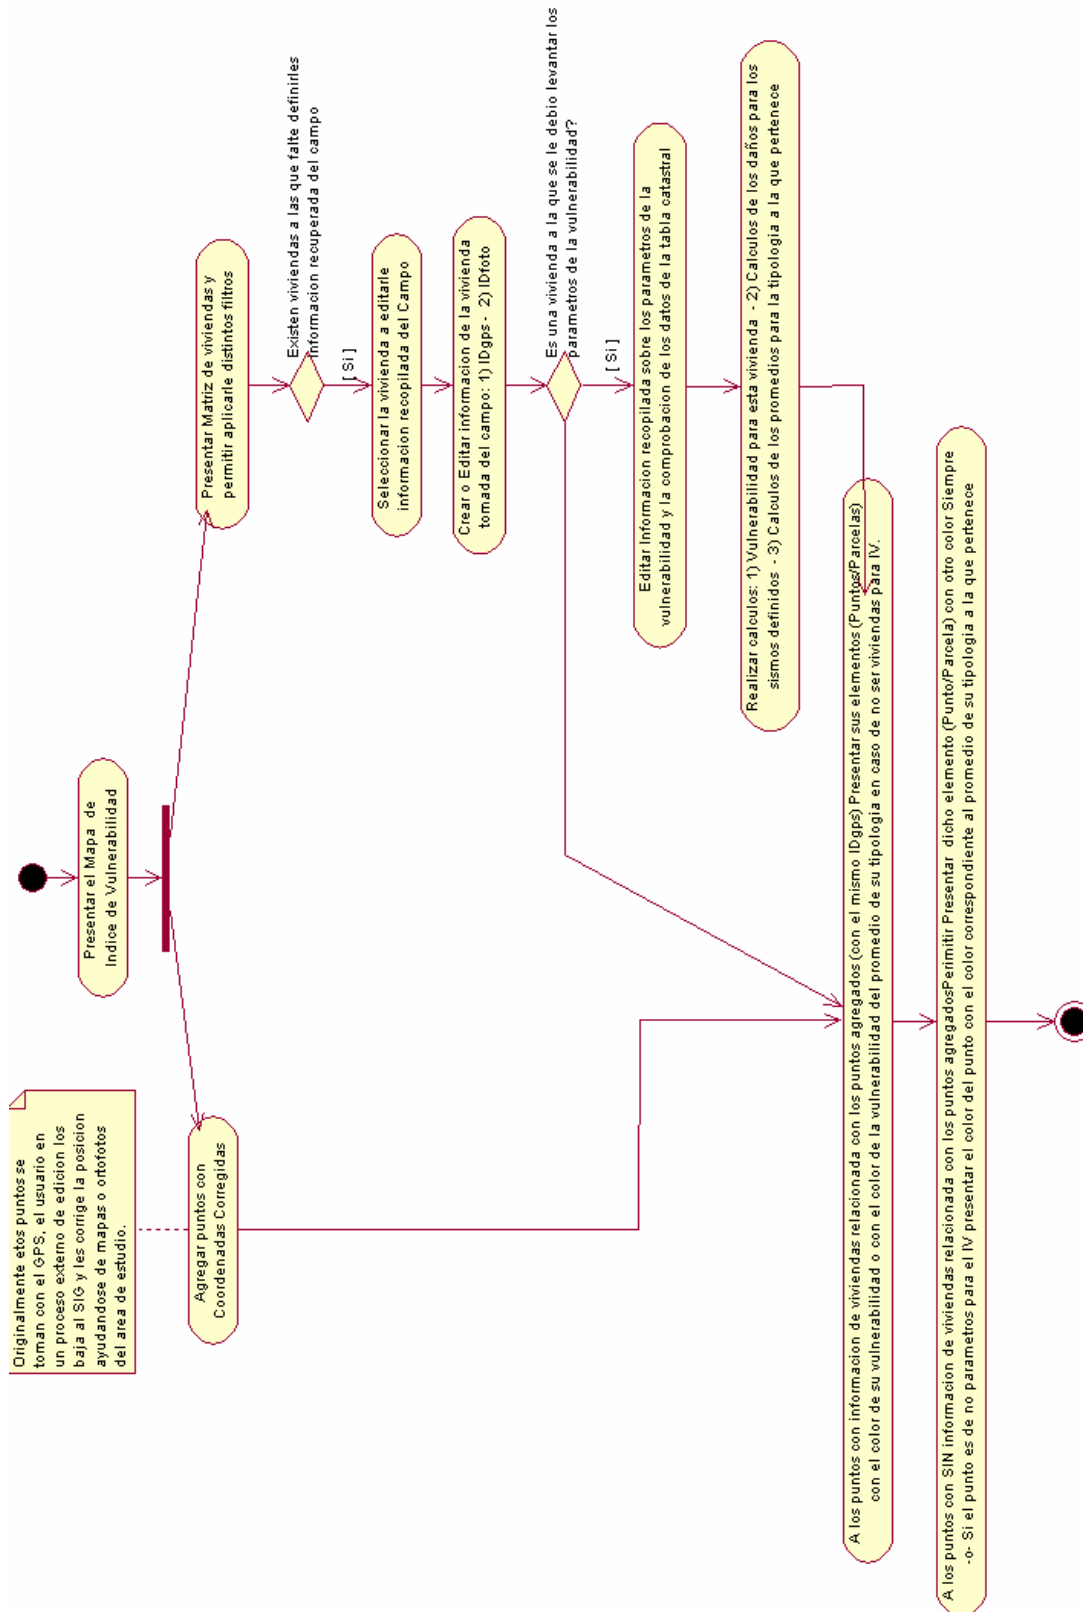 Originalmente etos puntos se
toman con el GPS, el usuario en
un proceso externo de edicion los
baja al SIG y les corrige la posicion
ayudandose de mapas o ortofotos
del area de estudio.
Presentar el Mapa de
Indice de Vulnerabilidad
Agregar puntos con
Coordenadas Corregidas
Presentar Matriz de viviendas y
permitir aplicarle distintos filtros
Existen viviendas a las que falte definirles
informacion recuperada del campo
[ Si ]
Seleccionar la vivienda a editarle
informacion recopilada del Campo
Crear o Editar informacion de la vivienda
tomada del campo: 1) IDgps - 2) IDfoto
Es una vivienda a la que se le debio levantar los
parametros de la vulnerabilidad?
[ Si ]
Editar Informacion recopilada sobre los parametros de la
vulnerabilidad y la comprobacion de los datos de la tabla catastral
Realizar calculos: 1) Vulnerabilidad para esta vivienda - 2) Calculos de los daños para los
sismos definidos - 3) Calculos de los promedios para la tipologia a la que pertenece
A los puntos con informacion de viviendas relacionada con los puntos agregados (con el mismo IDgps) Presentar sus elementos (Puntos/Parcelas)
con el color de su vulnerabilidad o con el color de la vulnerabilidad del promedio de su tipologia en caso de no ser viviendas para IV.
A los puntos con SIN informacion de viviendas relacionada con los puntos agregadosPerimitir Presentar dicho elemento (Punto/Parcela) con otro color Siempre
-o- Si el punto es de no parametros para el IV presentar el color del punto con el color correspondiente al promedio de su tipologia a la que pertenece